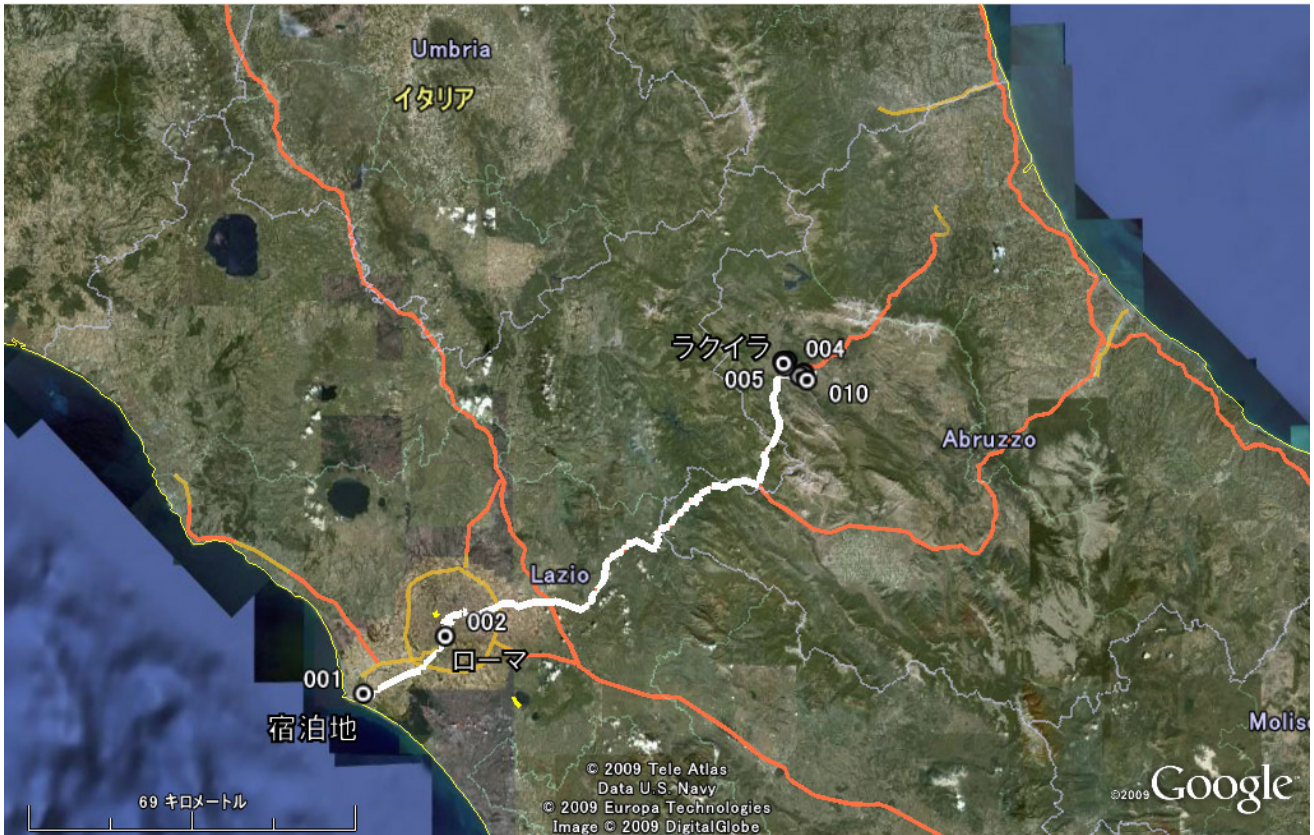 Umbria
イタリア
ラクイラ
004
005
010
Abruzzo
Lazio
002
ローマ
001
宿泊地
Molis
69 キロメートル
© 2009 Tele Atlas
Data U.S. Navy
© 2009 Europa Technologies
Image © 2009 DigitalGlobe
©2009 Google